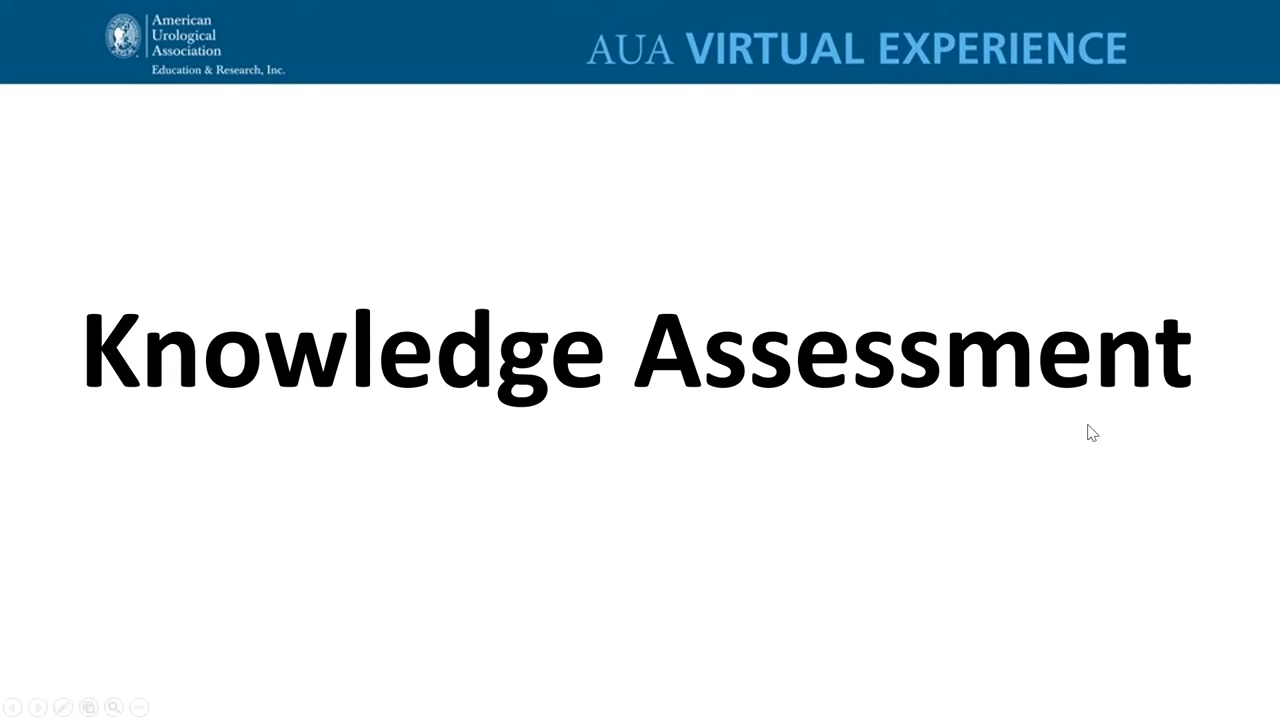 American
Urological
Association
Education & Research, Inc.
AUA VIRTUAL EXPERIENCE
Knowledge Assessment